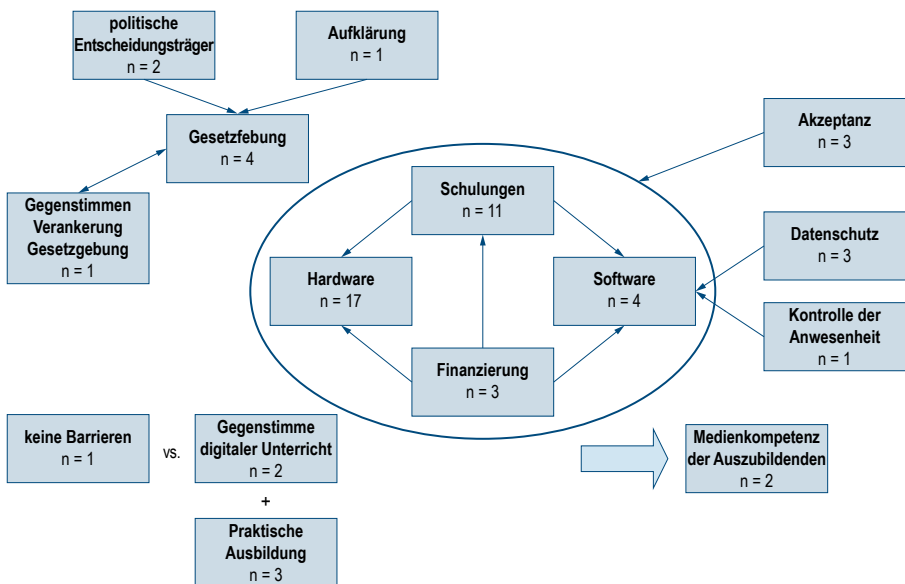 politische
Entscheidungsträger
n = 2
Aufklärung
n = 1
Gesetzfebung
n = 4
Gegenstimmen
Verankerung
Gesetzgebung
n = 1
Akzeptanz
n = 3
Schulungen
n = 11
Hardware
n = 17
Software
n = 4
Datenschutz
n = 3
Kontrolle der
Anwesenheit
n = 1
Finanzierung
n = 3
keine Barrieren
n = 1
vs.
Gegenstimme
digitaler Unterricht
n = 2
+
Praktische
Ausbildung
n = 3
Medienkompetenz
der Auszubildenden
n = 2